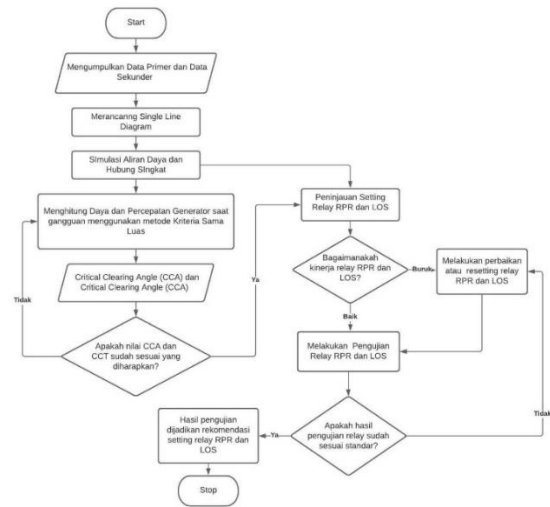 Start
Mengumpulkan Data Primer dan Data
Sekunder
Merancanng Single Line
Diagram
Simulasi Aliran Daya dan
Hubung SIngkat
Menghitung Daya dan Percepatan Generator saat
gangguan menggunakan metode Kriteria Sama
Luas
Critical Clearing Angle (CCA) dan
Critical Clearing Angle (CCA)
Tidak
Apakah nilai CCA dan
CCT sudah sesuai yang
diharapkan?
Ya
Peninjauan Setting
Relay RPR dan LOS
Bagaimanakah
kinerja relay RPR dan
LOS?
Buruk
Melakukan perbaikan
atau resetting relay
RPR dan LOS
Baik
Melakukan Pengujian
Relay RPR dan LOS
Tidak
Apakah hasil
pengujian relay sudah
sesuai standar?
Ya
Hasil pengujian
dijadikan rekomendasi
setting relay RPR dan
LOS
Stop